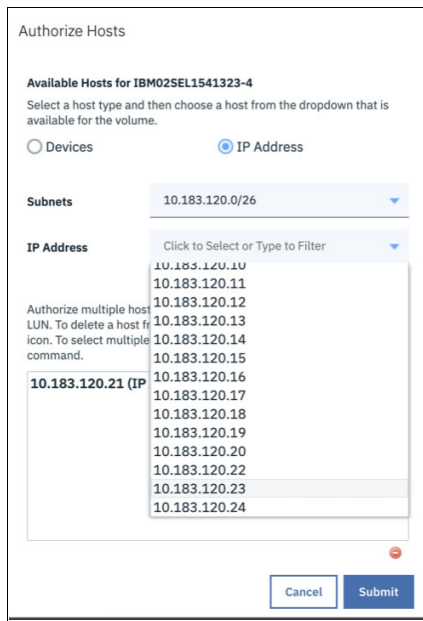 Authorize Hosts
Available Hosts for IBM02SEL1541323-4
Select a host type and then choose a host from the dropdown that is
available for the volume.
Devices
IP Address
Subnets
10.183.120.0/26
IP Address
Click to Select or Type to Filter
10.183.120.10
10.183.120.11
10.183.120.12
Authorize multiple host
10.183.120.13
LUN. To delete a host fr
10.183.120.14
icon. To select multiple
10.183.120.15
command.
10.183.120.16
10.183.120.21 (IP
10.183.120.17
10.183.120.18
10.183.120.19
10.183.120.20
10.183.120.22
10.183.120.23
10.183.120.24
Cancel
Submit